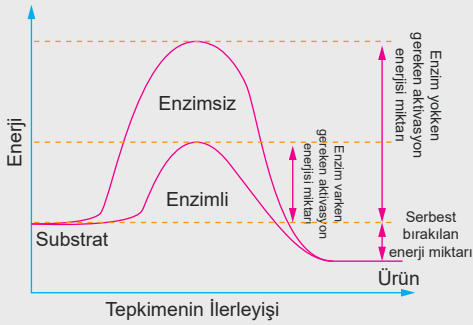 Enerji
Enzimsiz
Enzimli
Substrat
Enzim varken
gereken aktivasyon
enerjisi miktarı
Enzim yokken
gereken aktivasyon
enerjisi miktarı
Serbest
bırakılan
enerji miktarı
Ürün
Tepkimenin İlerleyişi